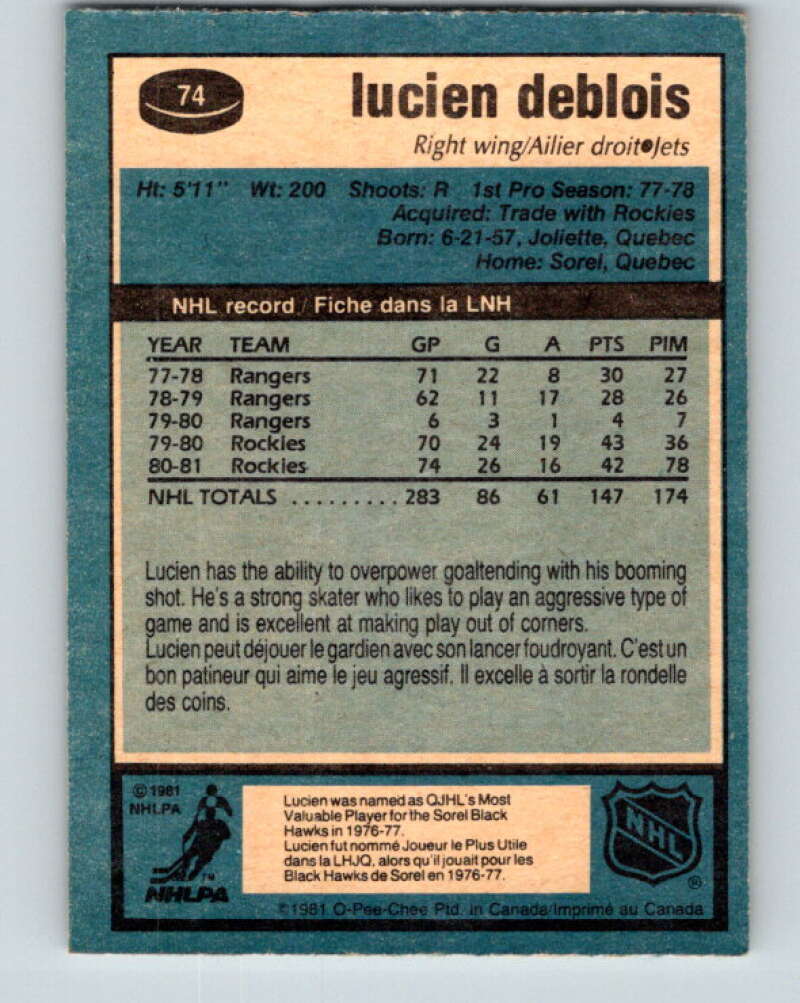 74
lucien deblois
Right wing/Ailier droit•Jets
Ht: 5'11" Wt: 200 Shoots: R 1st Pro Season: 77-78
Acquired: Trade with Rockies
Born: 6-21-57, Joliette, Quebec
Home: Sorel, Quebec
NHL record / Fiche dans la LNH
YEAR TEAM GP G A PTS PIM
77-78 Rangers 71 22 8 30 27
78-79 Rangers 62 11 17 28 26
79-80 Rangers 6 3 1 4 7
79-80 Rockies 70 24 19 43 36
80-81 Rockies 74 26 16 42 78
NHL TOTALS ......... 283 86 61 147 174
Lucien has the ability to overpower goaltending with his booming
shot. He's a strong skater who likes to play an aggressive type of
game and is excellent at making play out of corners.
Lucien peut déjouer le gardien avec son lancer foudroyant. C'est un
bon patineur qui aime le jeu agressif. Il excelle à sortir la rondelle
des coins.
© 1981
NHLPA
TM
NHLPA
Lucien was named as QJHL's Most
Valuable Player for the Sorel Black
Hawks in 1976-77.
Lucien fut nommé Joueur le Plus Utile
dans la LHJQ, alors qu'il jouait pour les
Black Hawks de Sorel en 1976-77.
NHL
®
©1981 O-Pee-Chee Ptd. in Canada/Imprimé au Canada